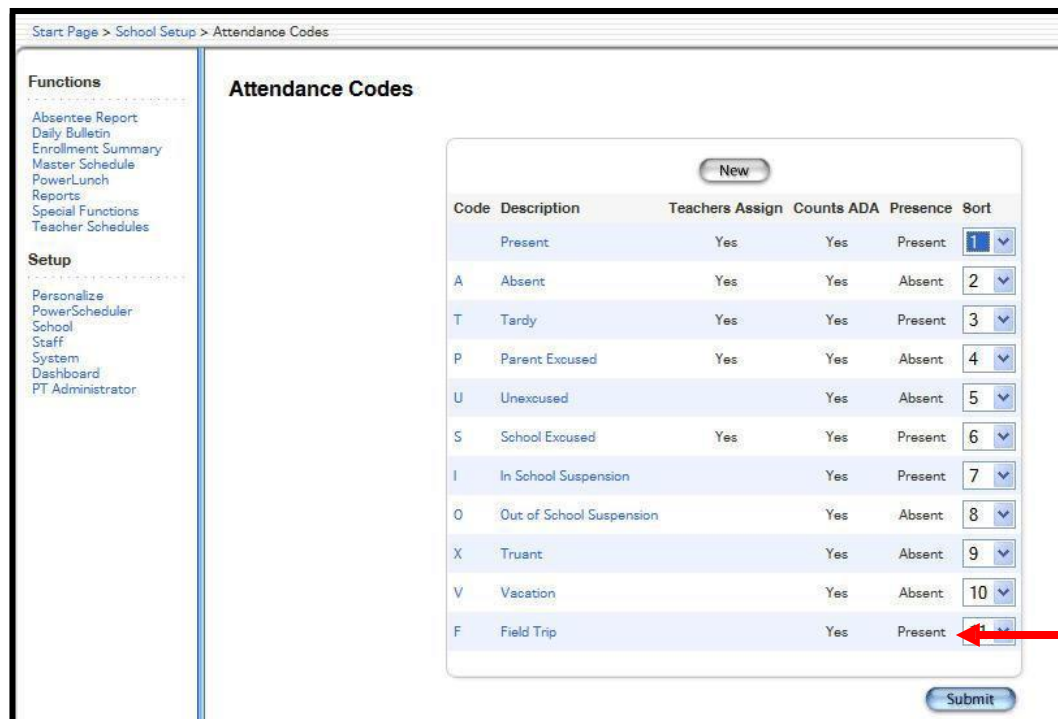 Start Page > School Setup > Attendance Codes
Functions
Absentee Report
Daily Bulletin
Enrollment Summary
Master Schedule
PowerLunch
Reports
Special Functions
Teacher Schedules
Setup
Personalize
PowerScheduler
School
Staff
System
Dashboard
PT Administrator
Attendance Codes
New
Code Description Teachers Assign Counts ADA Presence Sort
Present Yes Yes Present 1
A Absent Yes Yes Absent 2
T Tardy Yes Yes Present 3
P Parent Excused Yes Yes Absent 4
U Unexcused Yes Absent 5
S School Excused Yes Yes Present 6
I In School Suspension Yes Present 7
O Out of School Suspension Yes Absent 8
X Truant Yes Absent 9
V Vacation Yes Absent 10
F Field Trip Yes Present
Submit